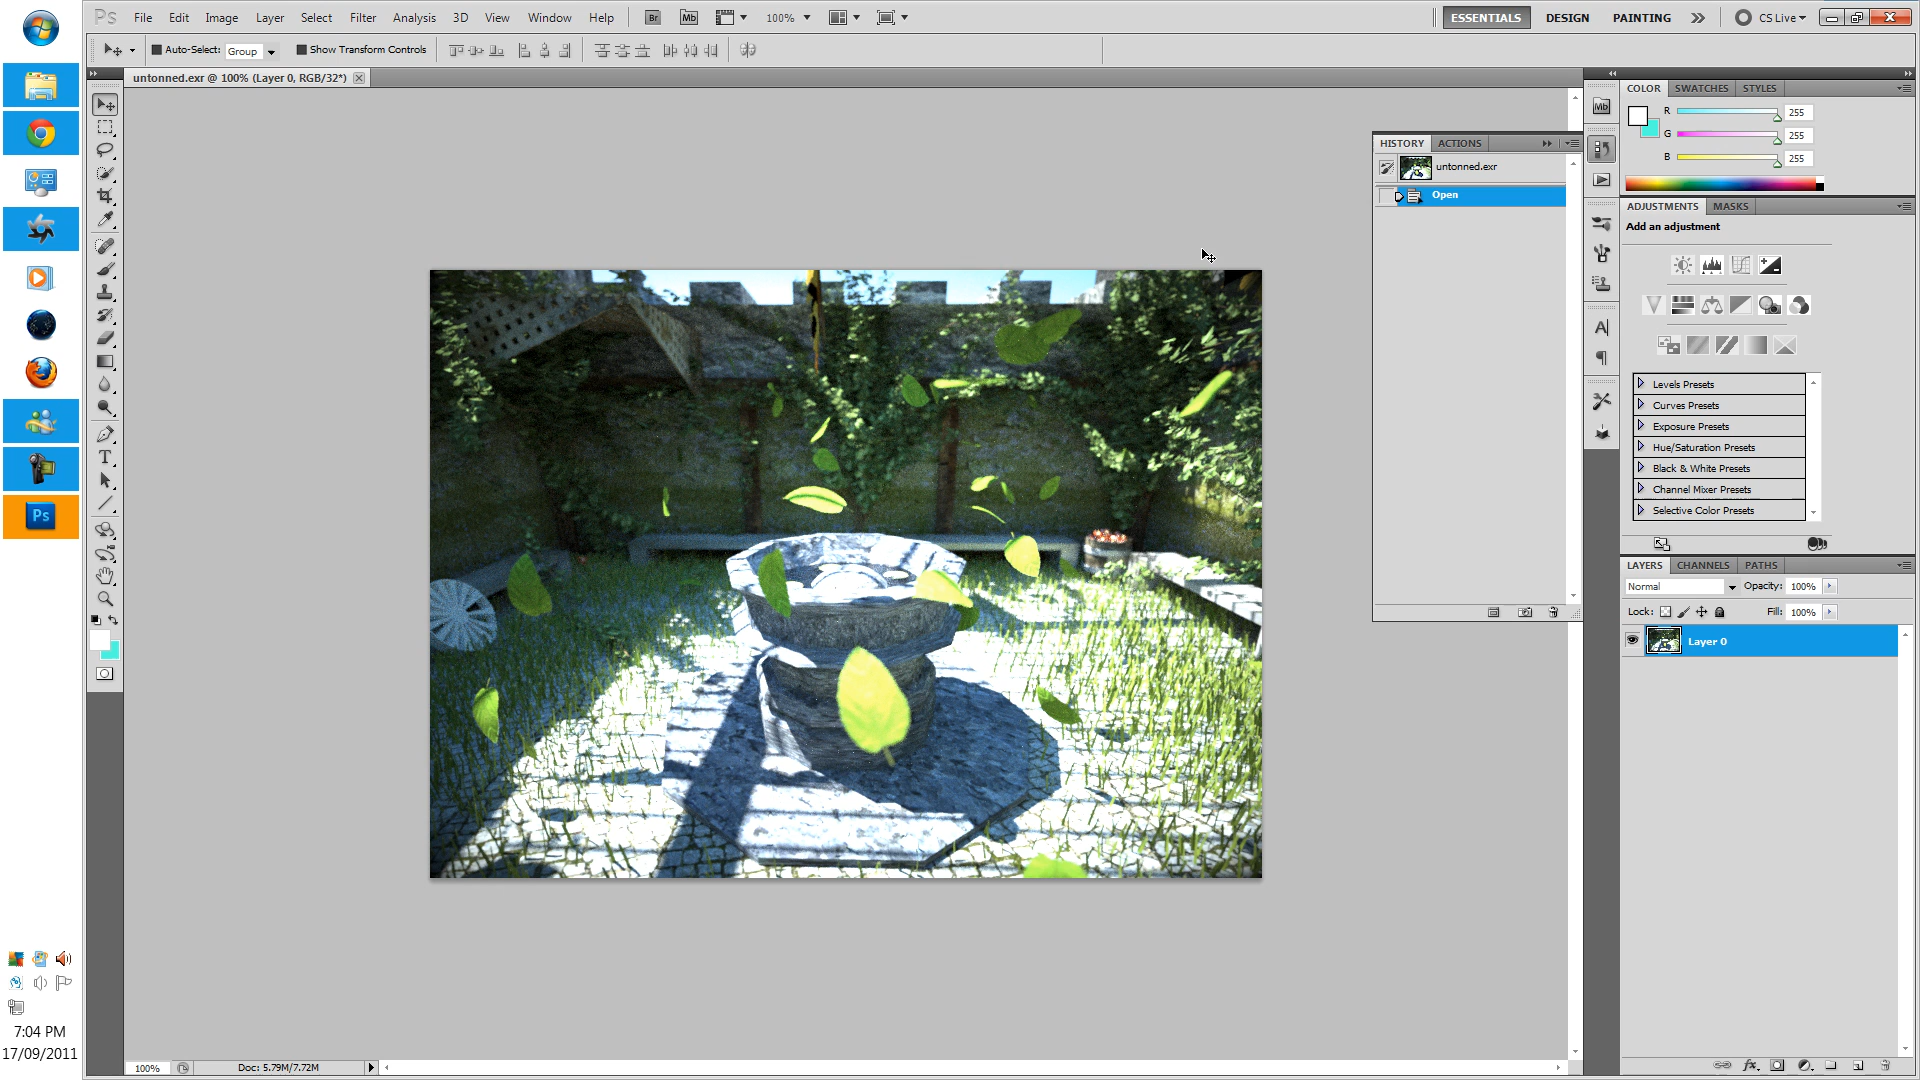 Ps File Edit Image Layer Select Filter Analysis 3D View Window Help Br Mb 100% ESSENTIALS DESIGN PAINTING CS Live
Auto-Select: Group Show Transform Controls
untonned.exr @ 100% (Layer 0, RGB/32*)
COLOR SWATCHES STYLES
Mb
R 255
G 255
B 255
HISTORY ACTIONS
untonned.exr
Open
ADJUSTMENTS MASKS
Add an adjustment
Levels Presets
Curves Presets
Exposure Presets
Hue/Saturation Presets
Black & White Presets
Channel Mixer Presets
Selective Color Presets
LAYERS CHANNELS PATHS
Normal Opacity: 100%
Lock: Fill: 100%
Layer 0
Ps
7:04 PM
17/09/2011
100% Doc: 5.79M/7.72M